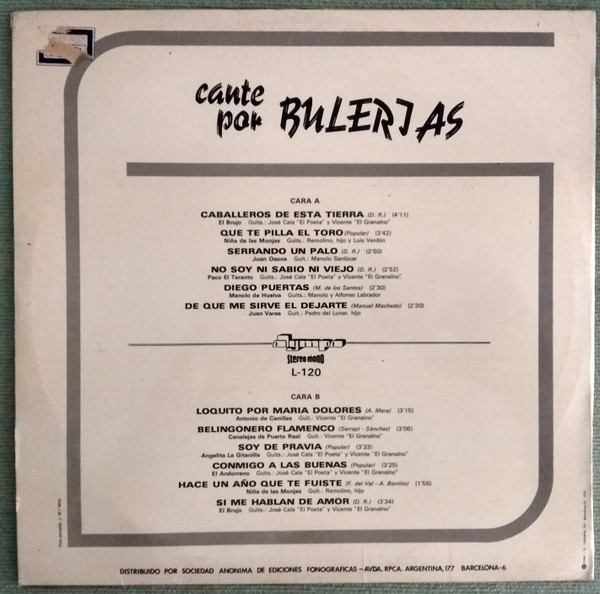 cante
por BULERIAS
CARA A
CABALLEROS DE ESTA TIERRA (D. R.) (4'11)
El Brujo Guits.: José Cala "El Poeta" y Vicente "El Granaíno"
QUE TE PILLA EL TORO (Popular) (3'42)
Niña de las Monjas Guits.: Remolino, hijo y Luis Verdún
SERRANDO UN PALO (D. R.) (2'50)
Juan Osuna Guit.: Manolo Sanlúcar
NO SOY NI SABIO NI VIEJO (D. R.) (2'52)
Paco El Taranto Guits.: José Cala "El Poeta" y Vicente "El Granaíno"
DIEGO PUERTAS (M. de los Santos) (2'30)
Manolo de Huelva Guits.: Manolo y Alfonso Labrador
DE QUE ME SIRVE EL DEJARTE (Manuel Machado) (2'30)
Juan Varea Guit.: Pedro del Lunar, hijo
Olympo
stereo mono
L-120
CARA B
LOQUITO POR MARIA DOLORES (A. Mara) (3'15)
Antonio de Canillas Guit.: Vicente "El Granaíno"
BELINGONERO FLAMENCO (Serrapí - Sánchez) (3'06)
Canalejas de Puerto Real Guit.: Vicente "El Granaíno"
SOY DE PRAVIA (Popular) (3'33)
Angelita La Gitanilla Guits.: José Cala "El Poeta" y Vicente "El Granaíno"
CONMIGO A LAS BUENAS (Popular) (3'25)
El Andorrano Guits.: José Cala "El Poeta" y Vicente "El Granaíno"
HACE UN AÑO QUE TE FUISTE (F. del Val - A. Barrino) (1'55)
Niña de las Monjas Guit.: Remolino, hijo
SI ME HABLAN DE AMOR (D. R.) (3'34)
El Brujo Guits.: José Cala "El Poeta" y Vicente "El Granaíno"
DISTRIBUIDO POR SOCIEDAD ANONIMA DE EDICIONES FONOGRAFICAS – AVDA. RPCA. ARGENTINA, 177 BARCELONA-6